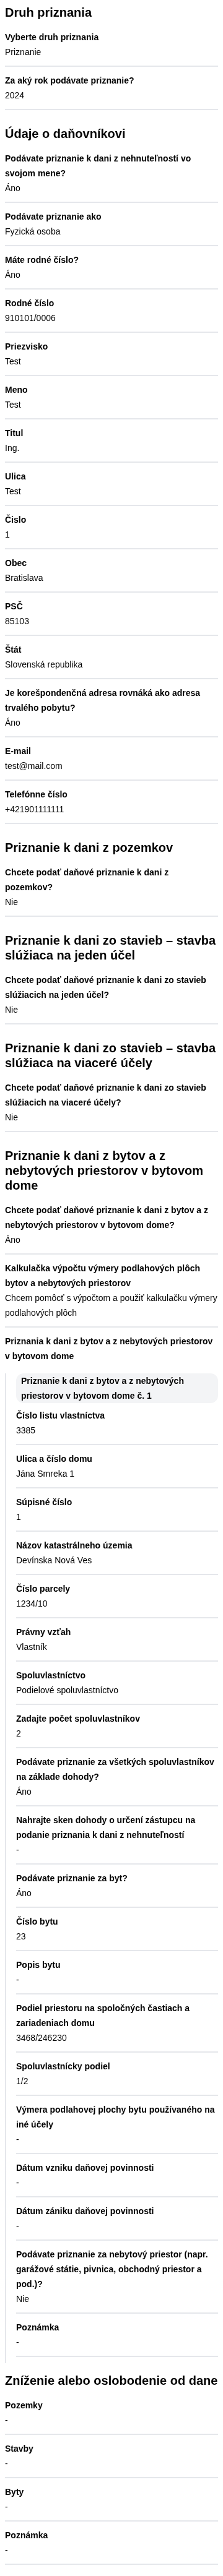 Druh priznania
Vyberte druh priznania
Priznanie
Za aký rok podávate priznanie?
2024
Údaje o daňovníkovi
Podávate priznanie k dani z nehnuteľností vo
svojom mene?
Áno
Podávate priznanie ako
Fyzická osoba
Máte rodné číslo?
Áno
Rodné číslo
910101/0006
Priezvisko
Test
Meno
Test
Titul
Ing.
Ulica
Test
Čislo
1
Obec
Bratislava
PSČ
85103
Štát
Slovenská republika
Je korešpondenčná adresa rovnáká ako adresa
trvalého pobytu?
Áno
E-mail
test@mail.com
Telefónne číslo
+421901111111
Priznanie k dani z pozemkov
Chcete podať daňové priznanie k dani z
pozemkov?
Nie
Priznanie k dani zo stavieb – stavba
slúžiaca na jeden účel
Chcete podať daňové priznanie k dani zo stavieb
slúžiacich na jeden účel?
Nie
Priznanie k dani zo stavieb – stavba
slúžiaca na viaceré účely
Chcete podať daňové priznanie k dani zo stavieb
slúžiacich na viaceré účely?
Nie
Priznanie k dani z bytov a z
nebytových priestorov v bytovom
dome
Chcete podať daňové priznanie k dani z bytov a z
nebytových priestorov v bytovom dome?
Áno
Kalkulačka výpočtu výmery podlahových plôch
bytov a nebytových priestorov
Chcem pomocť s výpočtom a použiť kalkulačku výmery
podlahových plôch
Priznania k dani z bytov a z nebytových priestorov
v bytovom dome
Priznanie k dani z bytov a z nebytových
priestorov v bytovom dome č. 1
Číslo listu vlastníctva
3385
Ulica a číslo domu
Jána Smreka 1
Súpisné číslo
1
Názov katastrálneho územia
Devínska Nová Ves
Číslo parcely
1234/10
Právny vzťah
Vlastník
Spoluvlastníctvo
Podielové spoluvlastníctvo
Zadajte počet spoluvlastníkov
2
Podávate priznanie za všetkých spoluvlastníkov
na základe dohody?
Áno
Nahrajte sken dohody o určení zástupcu na
podanie priznania k dani z nehnuteľností
-
Podávate priznanie za byt?
Áno
Číslo bytu
23
Popis bytu
-
Podiel priestoru na spoločných častiach a
zariadeniach domu
3468/246230
Spoluvlastnícky podiel
1/2
Výmera podlahovej plochy bytu používaného na
iné účely
-
Dátum vzniku daňovej povinnosti
-
Dátum zániku daňovej povinnosti
-
Podávate priznanie za nebytový priestor (napr.
garážové státie, pivnica, obchodný priestor a
pod.)?
Nie
Poznámka
-
Zníženie alebo oslobodenie od dane
Pozemky
-
Stavby
-
Byty
-
Poznámka
-